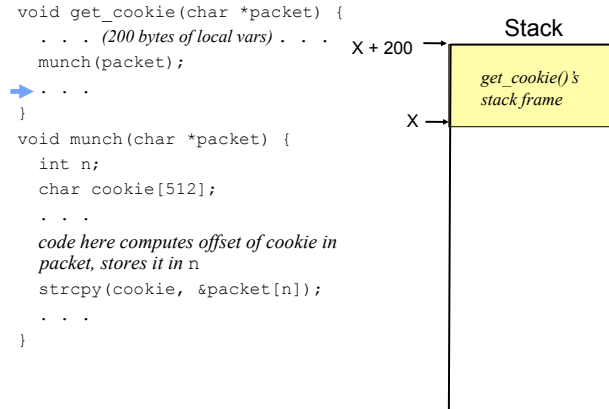 void get_cookie(char *packet) {
. . . (200 bytes of local vars) . . .
munch(packet);
. . .
}
void munch(char *packet) {
int n;
char cookie[512];
. . .
code here computes offset of cookie in
packet, stores it in n
strcpy(cookie, &packet[n]);
. . .
}
Stack
X + 200
get_cookie()'s
stack frame
X